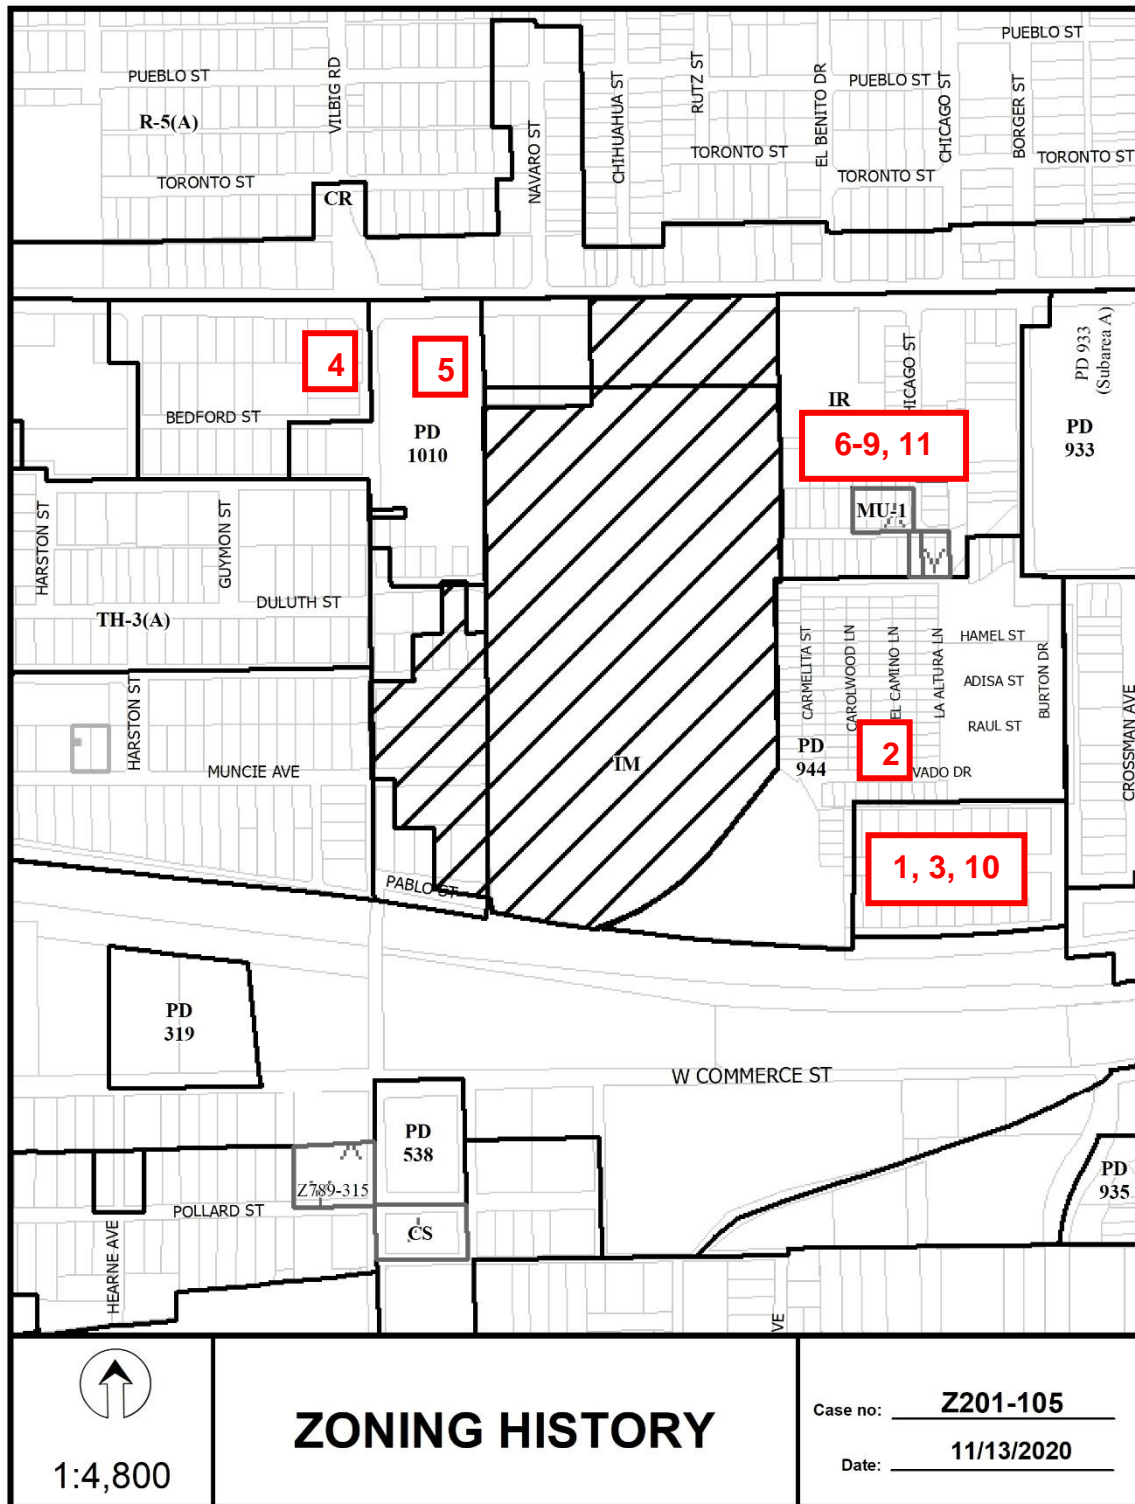 PUEBLO ST
PUEBLO ST
PUEBLO ST
VILBIG RD
R-5(A)
TORONTO ST
CR
NAVARO ST
CHIHUAHUA ST
RUTZ ST
TORONTO ST
EL BENITO DR
TORONTO ST
CHICAGO ST
BORGER ST
TORONTO ST
4
5
BEDFORD ST
PD
1010
HICAGO ST
IR
6-9, 11
MU-1
PD 933
(Subarea A)
PD
933
HARSTON ST
GUYMON ST
DULUTH ST
TH-3(A)
HARSTON ST
MUNCIE AVE
PABLO ST
IM
CARMELITA ST
CAROLWOOD LN
EL CAMINO LN
LA ALTURA LN
HAMEL ST
ADISA ST
RAUL ST
BURTON DR
CROSSMAN AVE
PD
944
2
VADO DR
1, 3, 10
PD
319
W COMMERCE ST
PD
538
Z789-315
POLLARD ST
CS
HEARNE AVE
PD
935
VE
1:4,800
ZONING HISTORY
Case no: Z201-105
Date: 11/13/2020